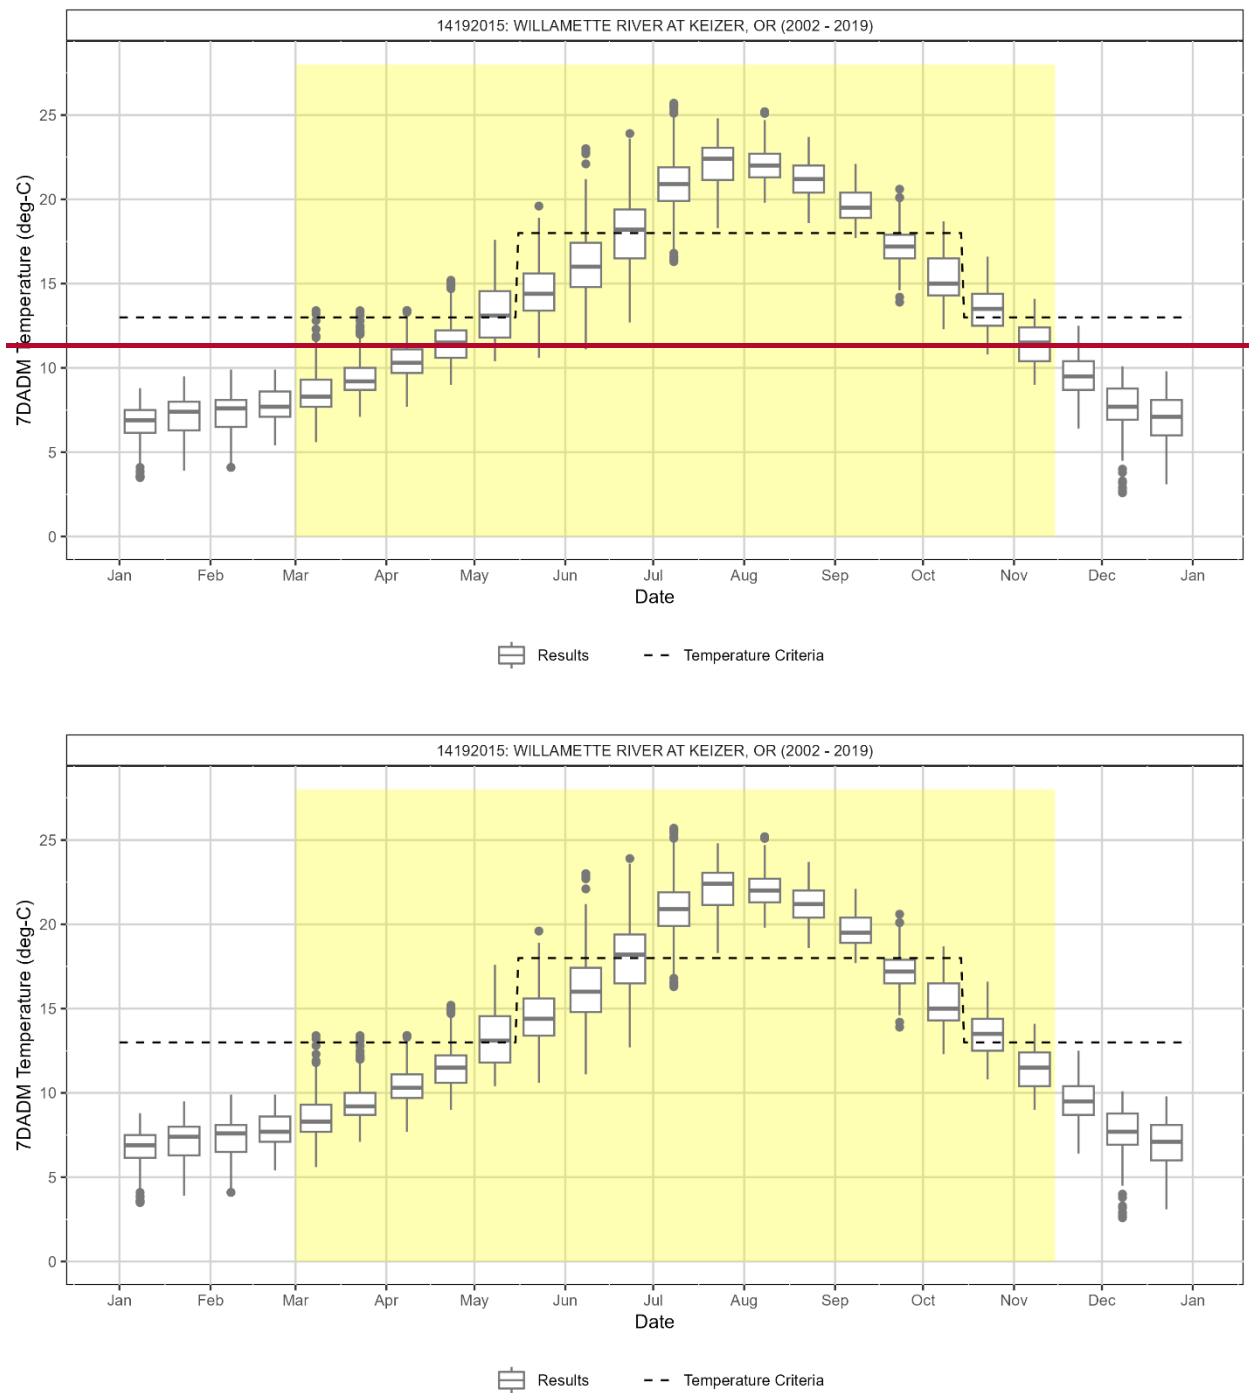 14192015: WILLAMETTE RIVER AT KEIZER, OR (2002 - 2019)
25
20
15
10
5
0
7DADM Temperature (deg-C)
Jan Feb Mar Apr May Jun Jul Aug Sep Oct Nov Dec Jan
Date
Results Temperature Criteria
14192015: WILLAMETTE RIVER AT KEIZER, OR (2002 - 2019)
25
20
15
10
5
0
7DADM Temperature (deg-C)
Jan Feb Mar Apr May Jun Jul Aug Sep Oct Nov Dec Jan
Date
Results Temperature Criteria